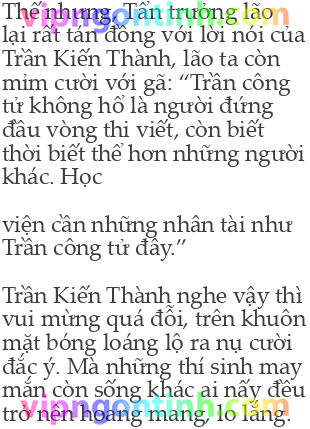 Thế nhưng, Tần trưởng lão
lại rất tán đồng với lời nói của
Trần Kiến Thành, lão ta còn
mỉm cười với gã: “Trần công
tử không hổ là người đứng
đầu vòng thi viết, còn biết
thời biết thế hơn những người
khác. Học
viện cần những nhân tài như
Trần công tử đây.”
Trần Kiến Thành nghe vậy thì
vui mừng quá đỗi, trên khuôn
mặt bóng loáng lộ ra nụ cười
đắc ý. Mà những thí sinh may
mắn còn sống khác ai nấy đều
trở nên hoang mang, lo lắng.
vipngontinh.com
vipngontinh.com